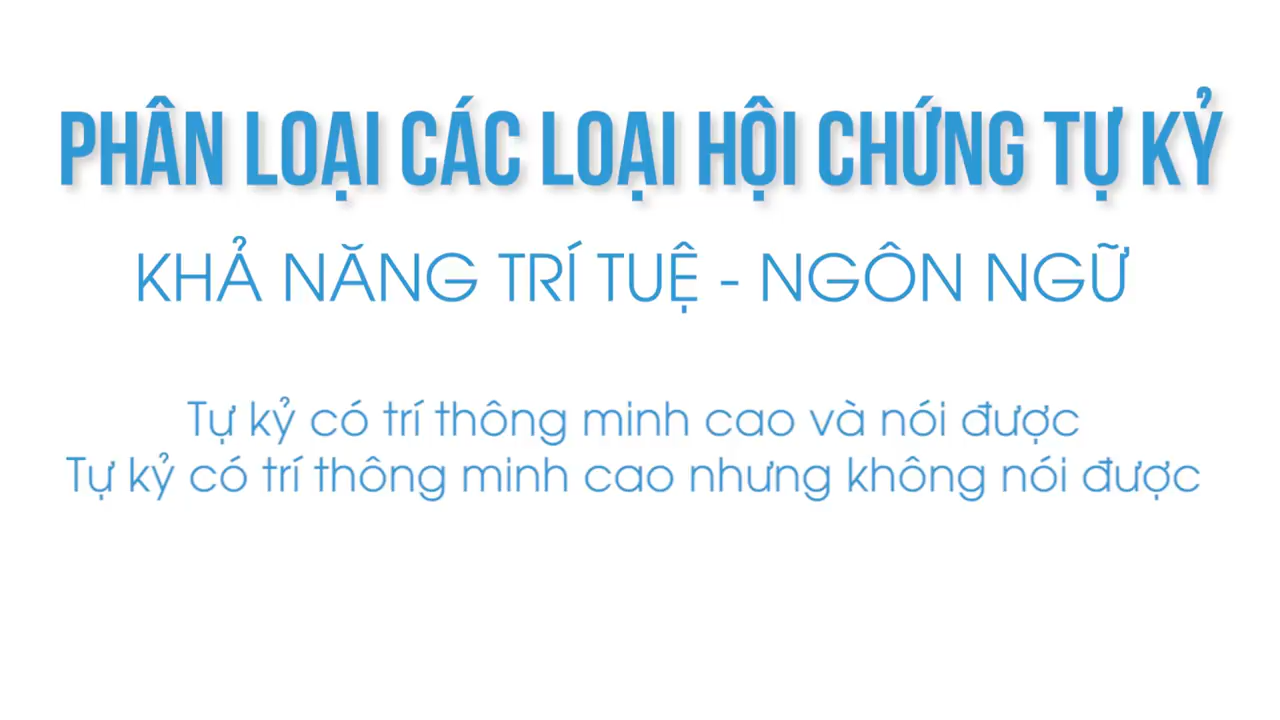 PHÂN LOẠI CÁC LOẠI HỘI CHỨNG TỰ KỶ
KHẢ NĂNG TRÍ TUỆ - NGÔN NGỮ
Tự kỷ có trí thông minh cao và nói được
Tự kỷ có trí thông minh cao nhưng không nói được